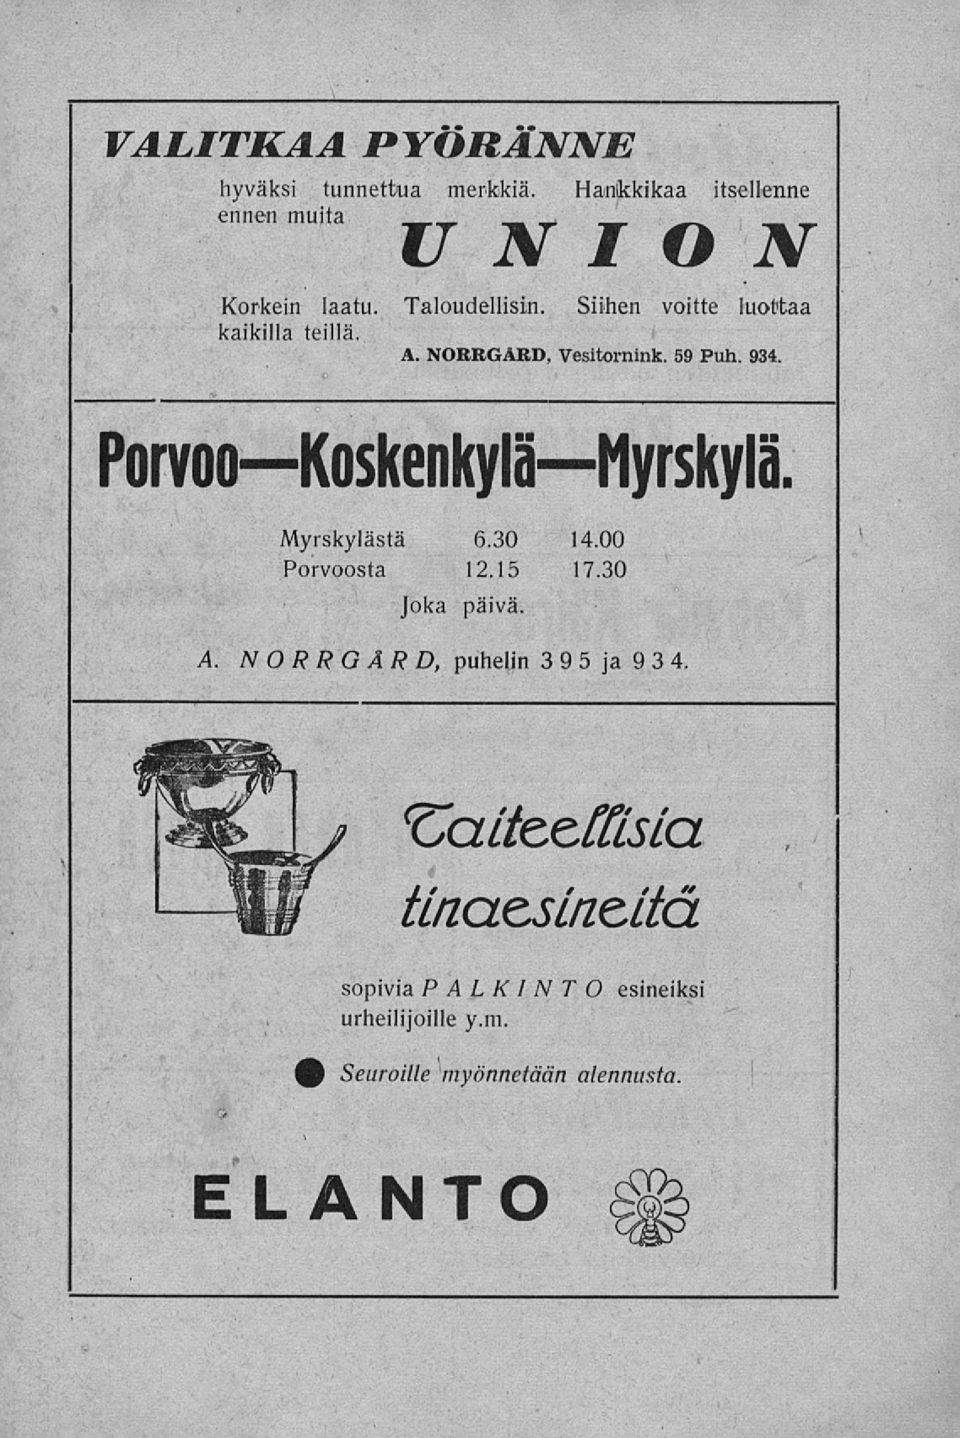 VALITKAA PYÖRÄNNE
hyväksi tunnettua merkkiä. Hankkikaa itsellenne
ennen muita
UNION
Korkein laatu. Taloudellisin. Siihen voitte luottaa
kaikilla teillä.
A. NORRGÅRD, Vesitornink. 59 Puh. 934.
Porvoo—Koskenkylä—Myrskylä.
Myrskylästä 6.30 14.00
Porvoosta 12.15 17.30
Joka päivä.
A. NORRGÅRD, puhelin 395 ja 934.
Taiteellisia
tinaesineitä
sopivia PALKINTO esineiksi
urheilijoille y.m.
Seuroille myönnetään alennusta.
ELANTO